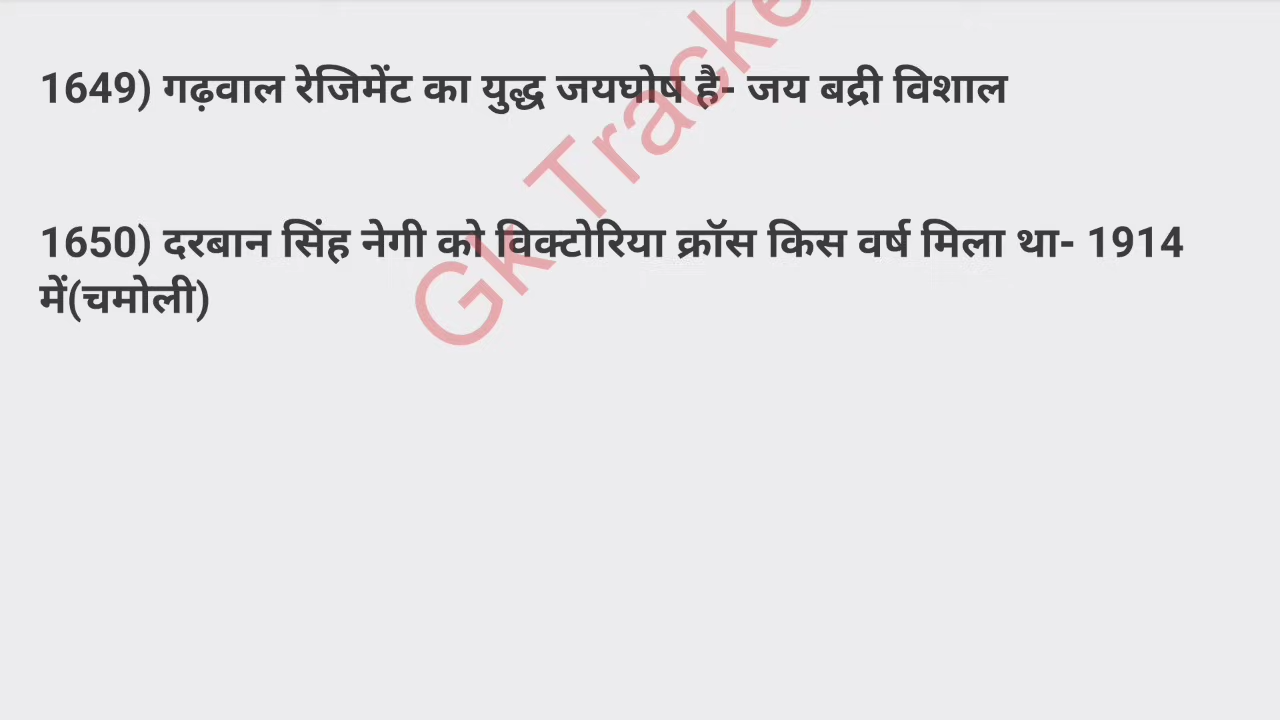 1649) गढ़वाल रेजिमेंट का युद्ध जयघोष है- जय बद्री विशाल
1650) दरबान सिंह नेगी को विक्टोरिया क्रॉस किस वर्ष मिला था- 1914
में(चमोली)
Gk Tracke